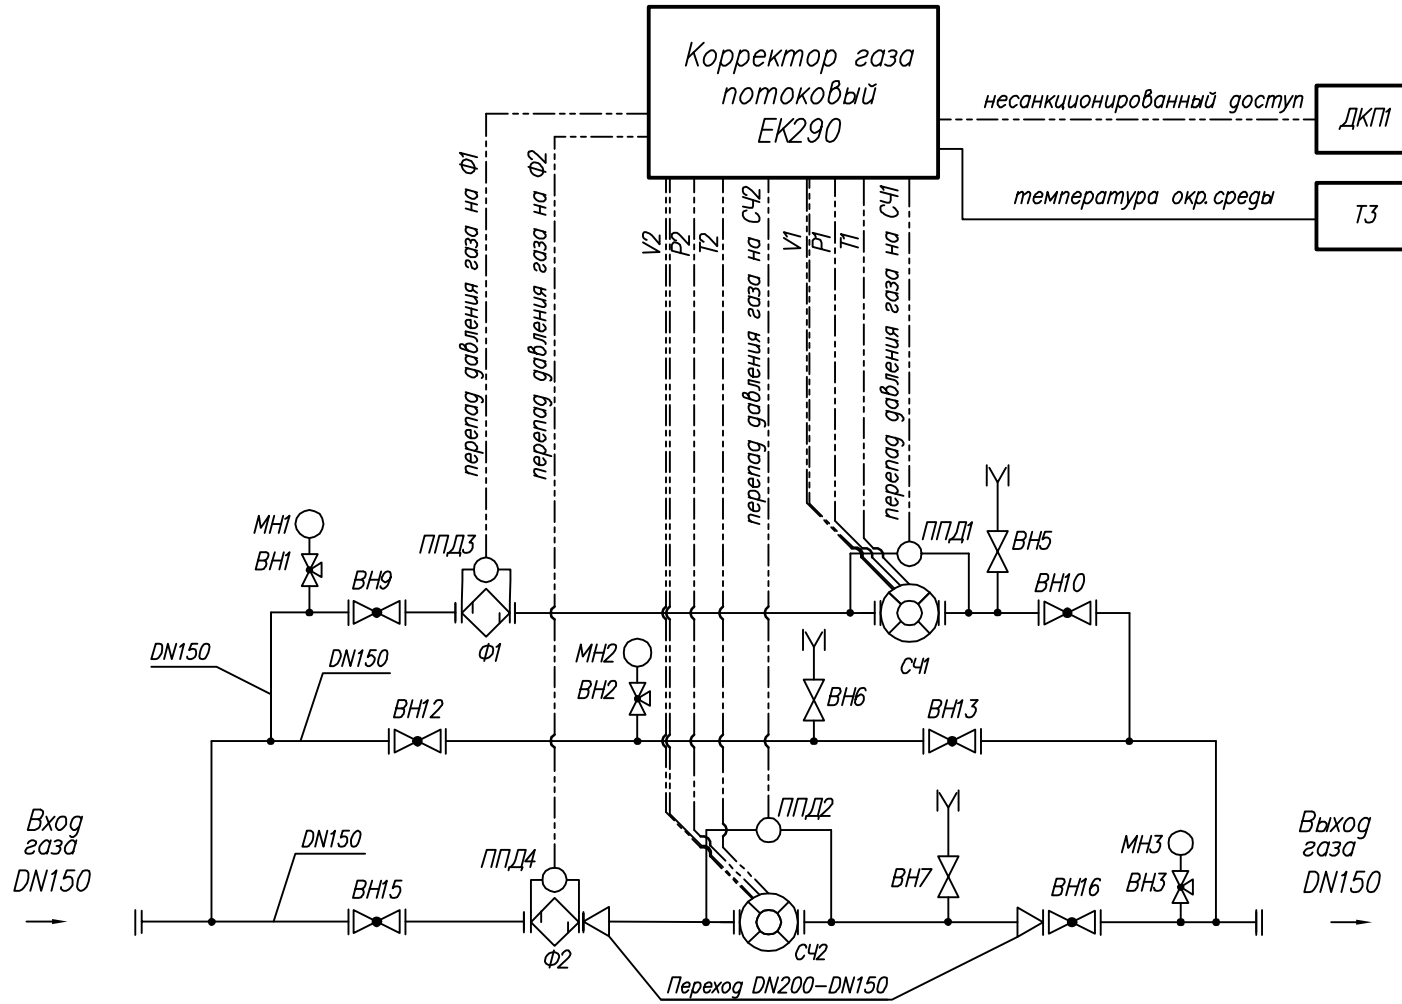 Корректор газа
потоковый
ЕК290
несанкционированный доступ
ДКП1
температура окр. среды
Т3
перепад давления газа на Ф1
перепад давления газа на Ф2
V2
P2
T2
перепад давления газа на СЧ2
V1
P1
T1
перепад давления газа на СЧ1
МН1
ВН1
ВН9
ППД3
Ф1
ППД1
СЧ1
ВН5
ВН10
DN150
DN150
ВН12
МН2
ВН2
ВН6
ВН13
Вход
газа
DN150
DN150
ВН15
ППД4
Ф2
ППД2
СЧ2
ВН7
ВН16
МН3
ВН3
Выход
газа
DN150
Переход DN200-DN150